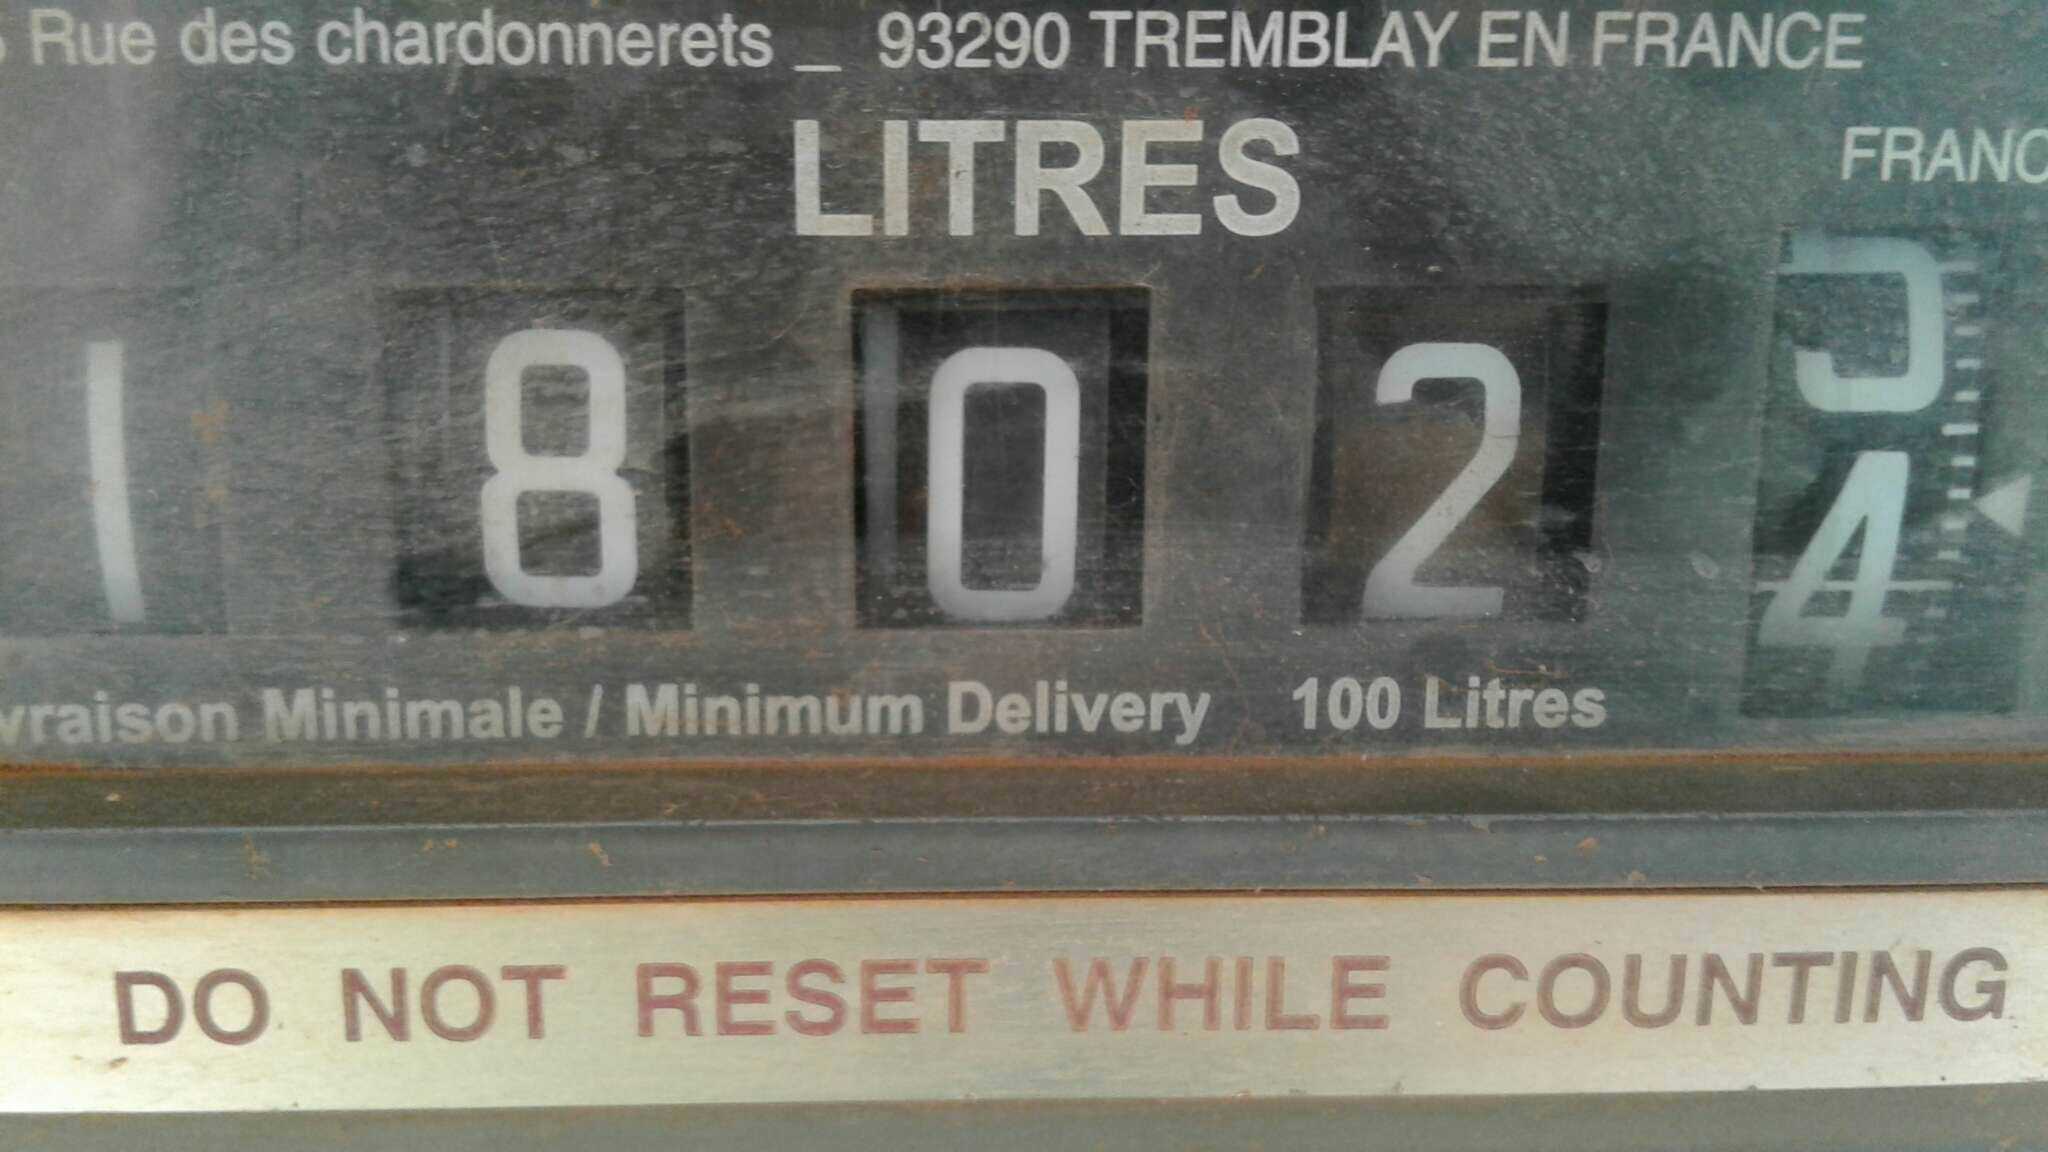 Rue des chardonnerets _ 93290 TREMBLAY EN FRANCE
LITRES
FRANC
1 8 0 2
4
vraison Minimale / Minimum Delivery 100 Litres
DO NOT RESET WHILE COUNTING